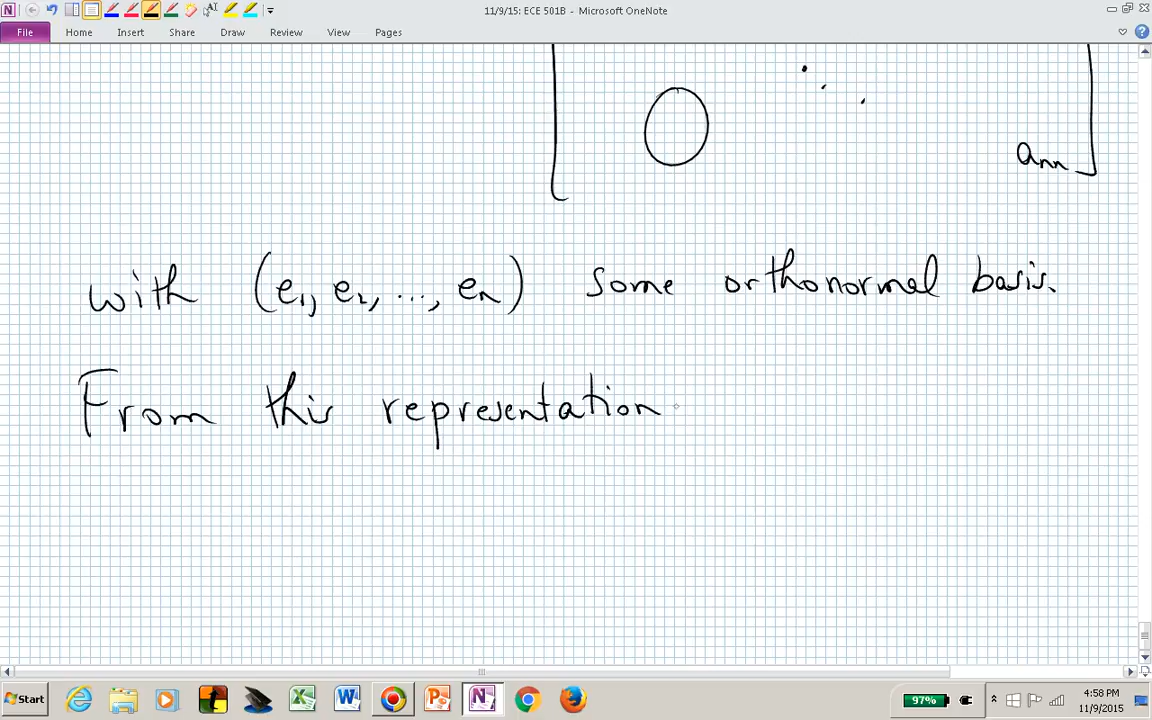 11/9/15: ECE 501B - Microsoft OneNote
File Home Insert Share Draw Review View Pages
0
ann
with (e1, e2, ..., en) some orthonormal basis.
From this representation
Start
97%
4:58 PM
11/9/2015